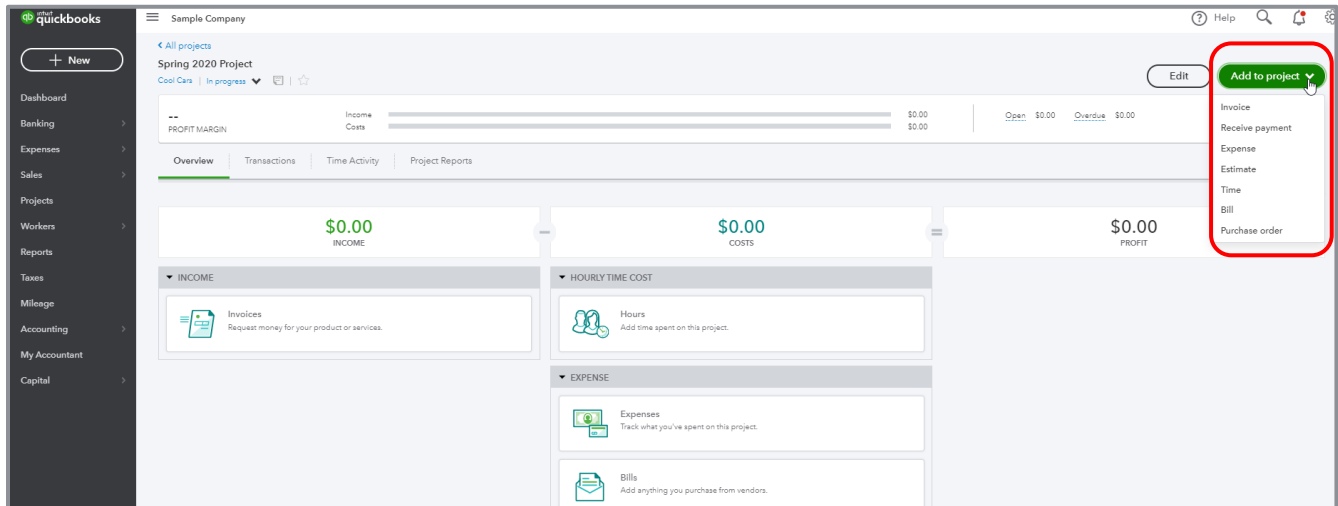 qb intuit quickbooks
Sample Company
Help
+ New
Dashboard
Banking
Expenses
Sales
Projects
Workers
Reports
Taxes
Mileage
Accounting
My Accountant
Capital
All projects
Spring 2020 Project
Cool Cars | In progress
Edit
Add to project
Invoice
Receive payment
Expense
Estimate
Time
Bill
Purchase order
--
PROFIT MARGIN
Income $0.00
Costs $0.00
Open $0.00 Overdue $0.00
Overview Transactions Time Activity Project Reports
$0.00
INCOME
–
$0.00
COSTS
=
$0.00
PROFIT
INCOME
Invoices
Request money for your product or services.
HOURLY TIME COST
Hours
Add time spent on this project.
EXPENSE
Expenses
Track what you've spent on this project.
Bills
Add anything you purchase from vendors.